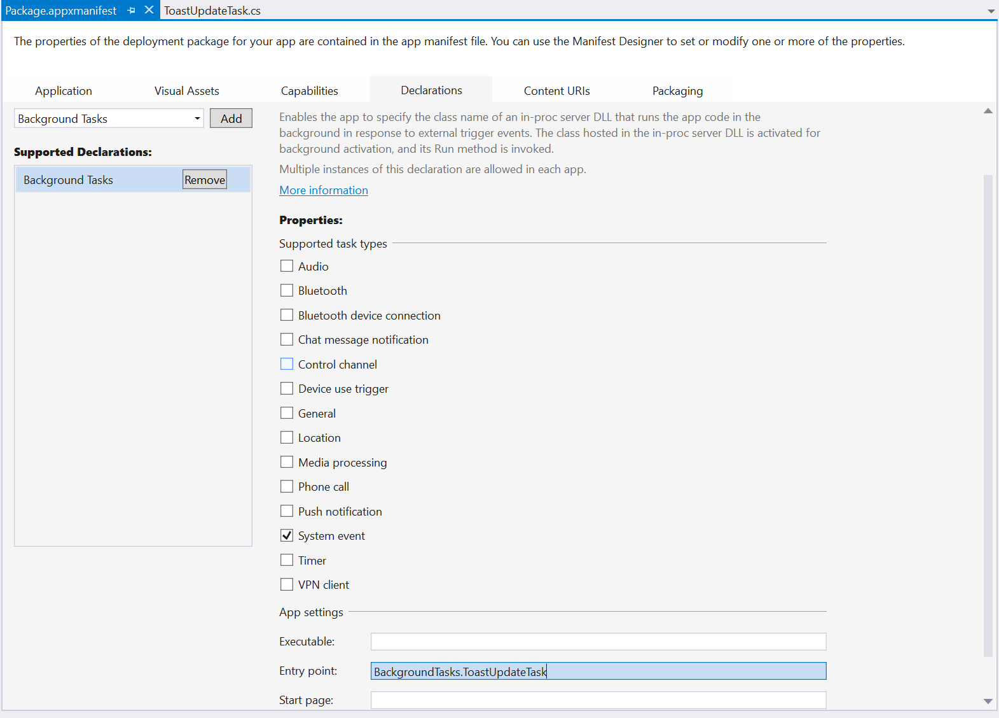 Package.appxmanifest
ToastUpdateTask.cs
The properties of the deployment package for your app are contained in the app manifest file. You can use the Manifest Designer to set or modify one or more of the properties.
Application
Visual Assets
Capabilities
Declarations
Content URIs
Packaging
Background Tasks
Add
Supported Declarations:
Background Tasks
Remove
Enables the app to specify the class name of an in-proc server DLL that runs the app code in the
background in response to external trigger events. The class hosted in the in-proc server DLL is activated for
background activation, and its Run method is invoked.
Multiple instances of this declaration are allowed in each app.
More information
Properties:
Supported task types
Audio
Bluetooth
Bluetooth device connection
Chat message notification
Control channel
Device use trigger
General
Location
Media processing
Phone call
Push notification
System event
Timer
VPN client
App settings
Executable:
Entry point:
BackgroundTasks.ToastUpdateTask
Start page: